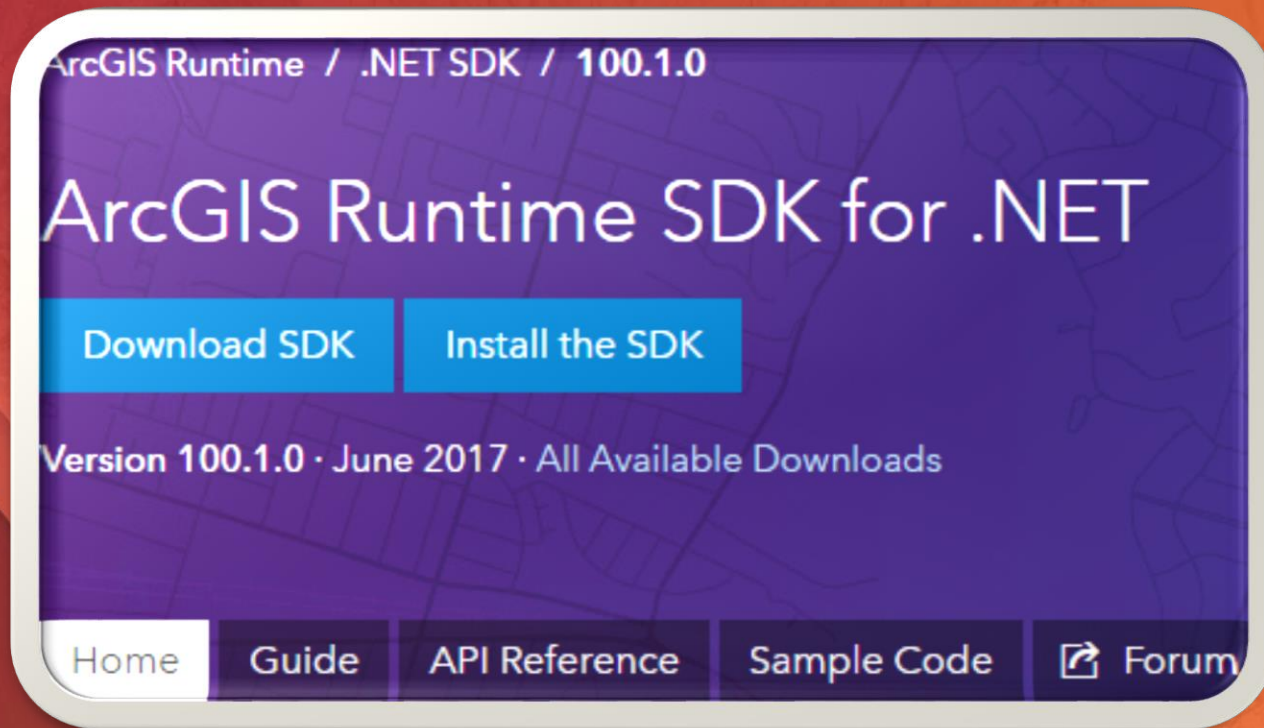 ArcGIS Runtime / .NET SDK / 100.1.0
ArcGIS Runtime SDK for .NET
Download SDK Install the SDK
Version 100.1.0 · June 2017 · All Available Downloads
Home Guide API Reference Sample Code Forum